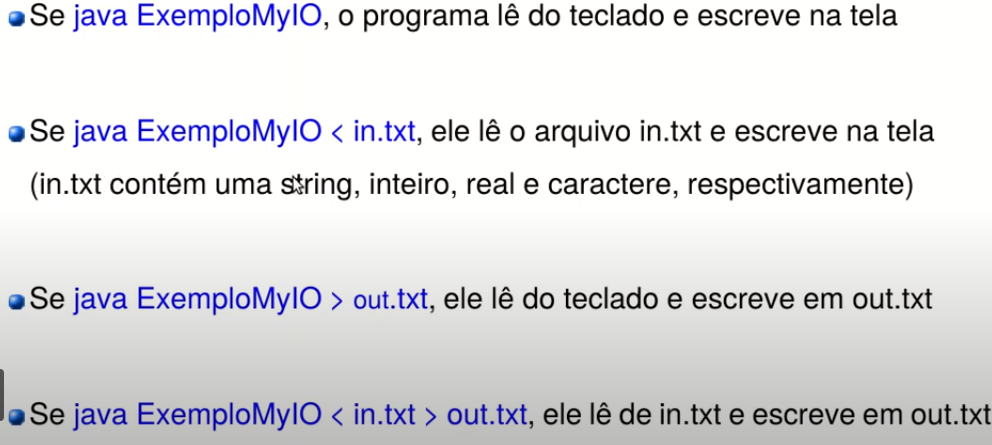 Se java ExemploMyIO, o programa lê do teclado e escreve na tela
Se java ExemploMyIO < in.txt, ele lê o arquivo in.txt e escreve na tela
(in.txt contém uma string, inteiro, real e caractere, respectivamente)
Se java ExemploMyIO > out.txt, ele lê do teclado e escreve em out.txt
Se java ExemploMyIO < in.txt > out.txt, ele lê de in.txt e escreve em out.txt